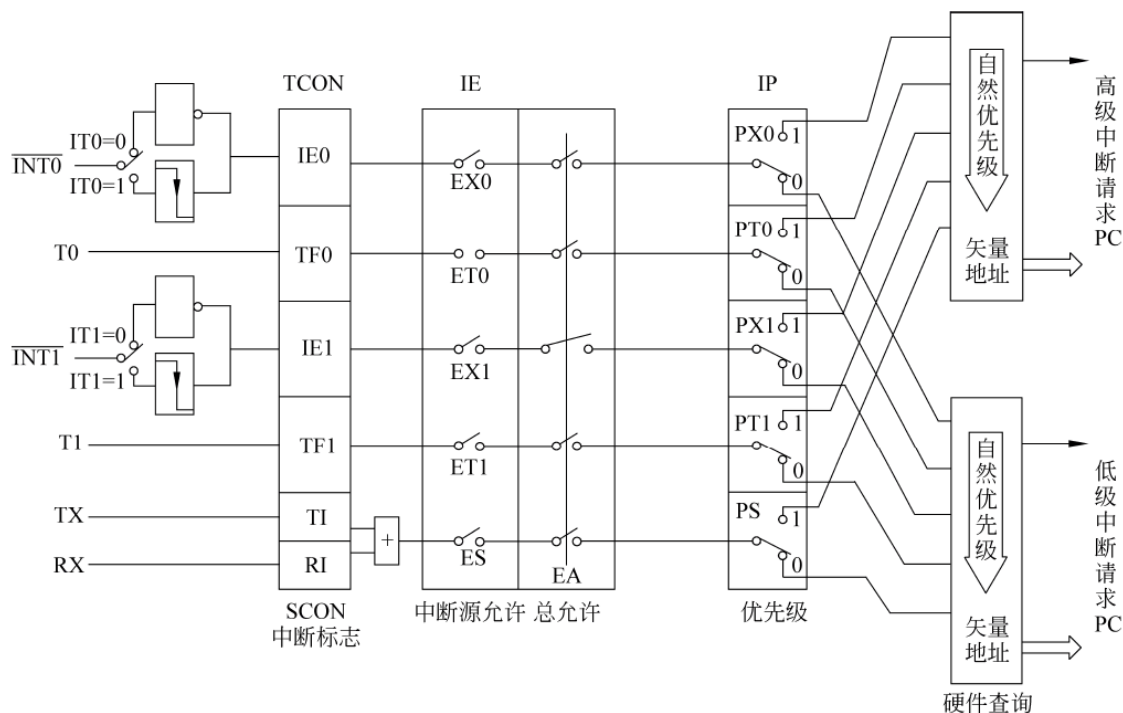 TCON
IE
IP
IT0=0
INT0
IT0=1
IE0
EX0
PX0
1
0
T0
TF0
ET0
PT0
1
0
IT1=0
INT1
IT1=1
IE1
EX1
PX1
1
0
T1
TF1
ET1
PT1
1
0
TX
TI
RX
RI
+
ES
EA
PS
1
0
SCON
中断标志
中断源允许
总允许
优先级
自然优先级
矢量
地址
高级中断请求
PC
自然优先级
矢量
地址
低级中断请求
PC
硬件查询